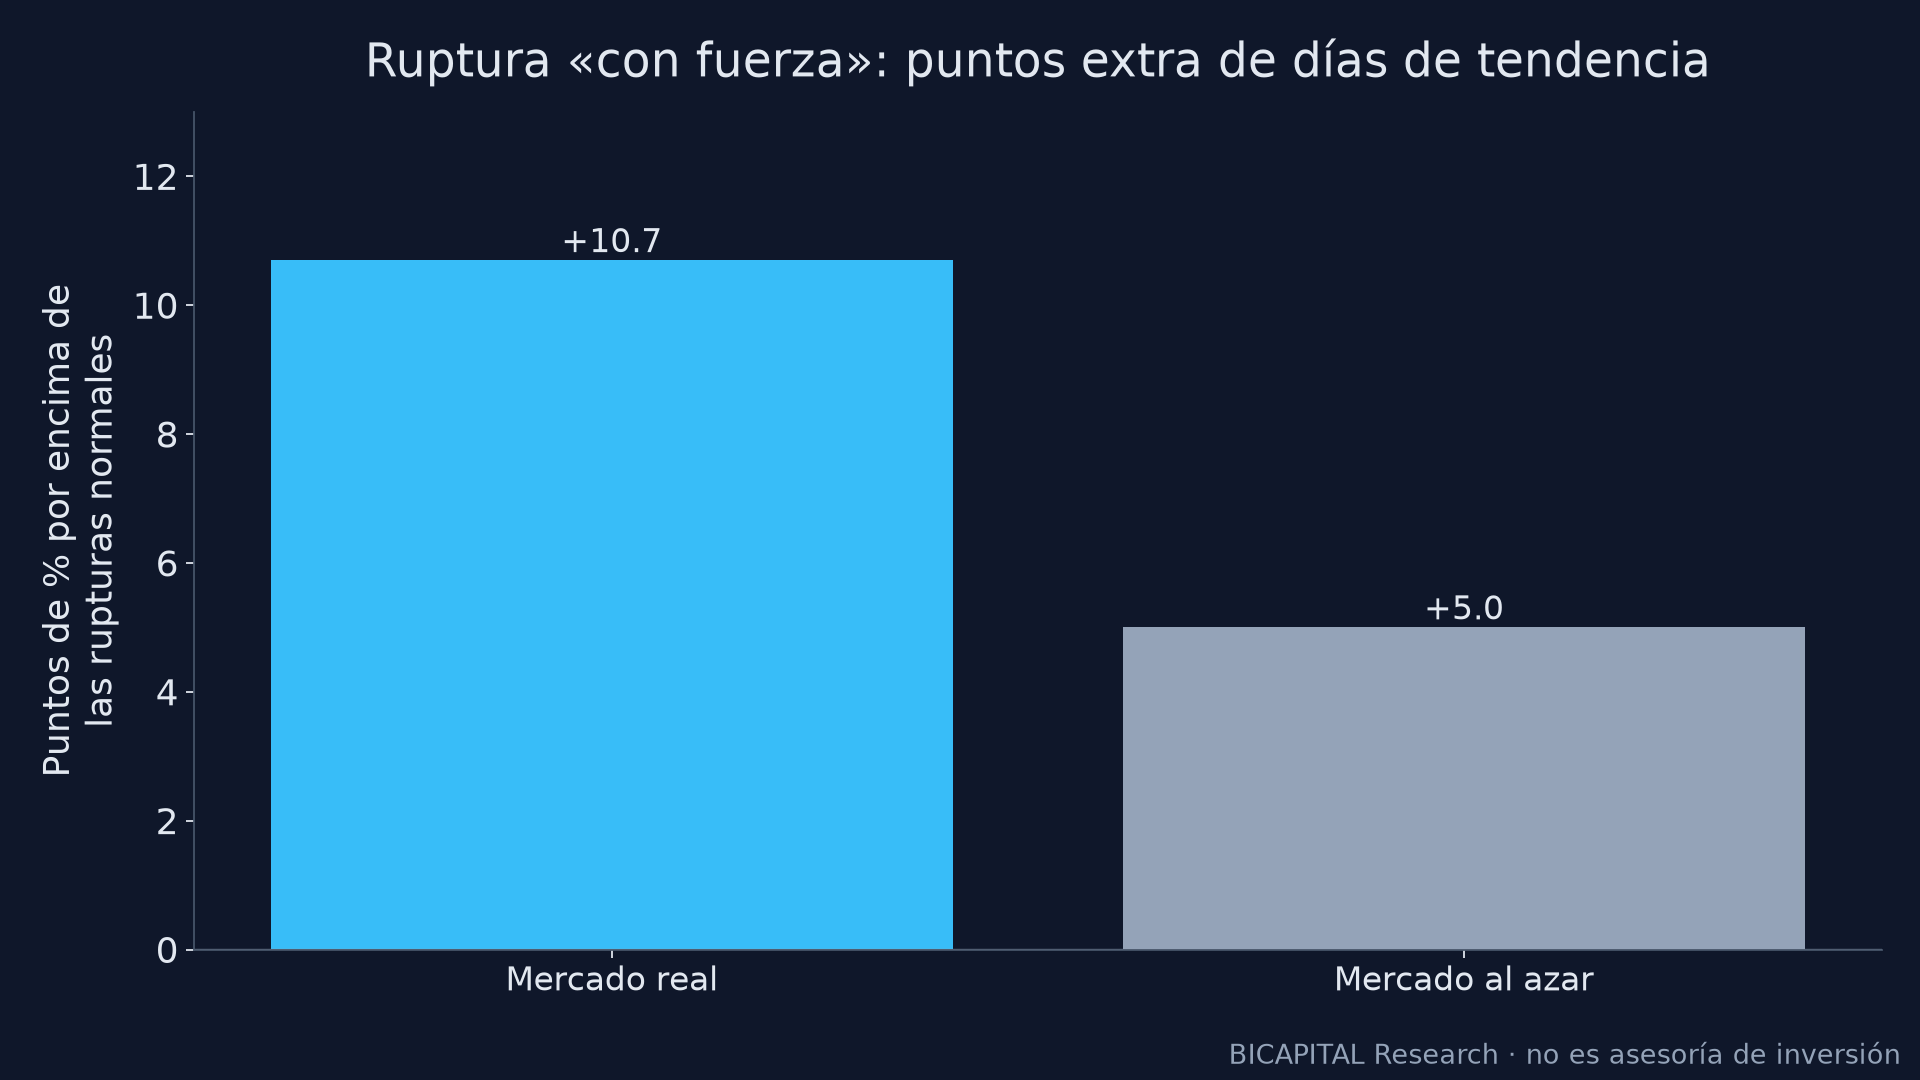 Ruptura «con fuerza»: puntos extra de días de tendencia
Puntos de % por encima de
las rupturas normales
12
10
8
6
4
2
0
+10.7
+5.0
Mercado real
Mercado al azar
BICAPITAL Research · no es asesoría de inversión